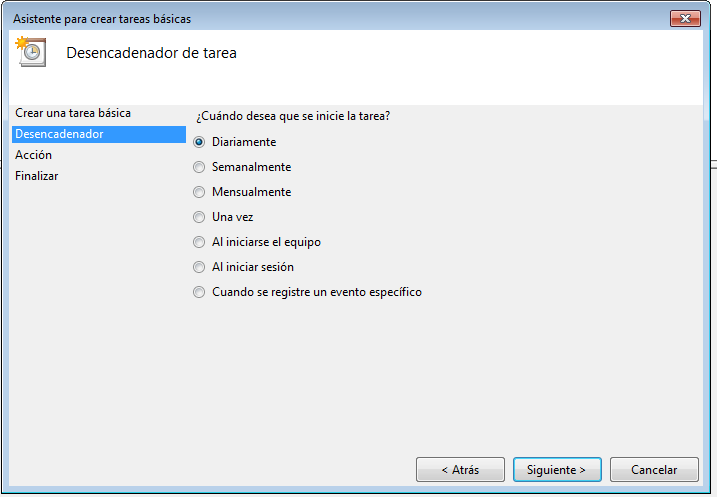 Asistente para crear tareas básicas
Desencadenador de tarea
Crear una tarea básica
Desencadenador
Acción
Finalizar
¿Cuándo desea que se inicie la tarea?
Diariamente
Semanalmente
Mensualmente
Una vez
Al iniciarse el equipo
Al iniciar sesión
Cuando se registre un evento específico
< Atrás
Siguiente >
Cancelar